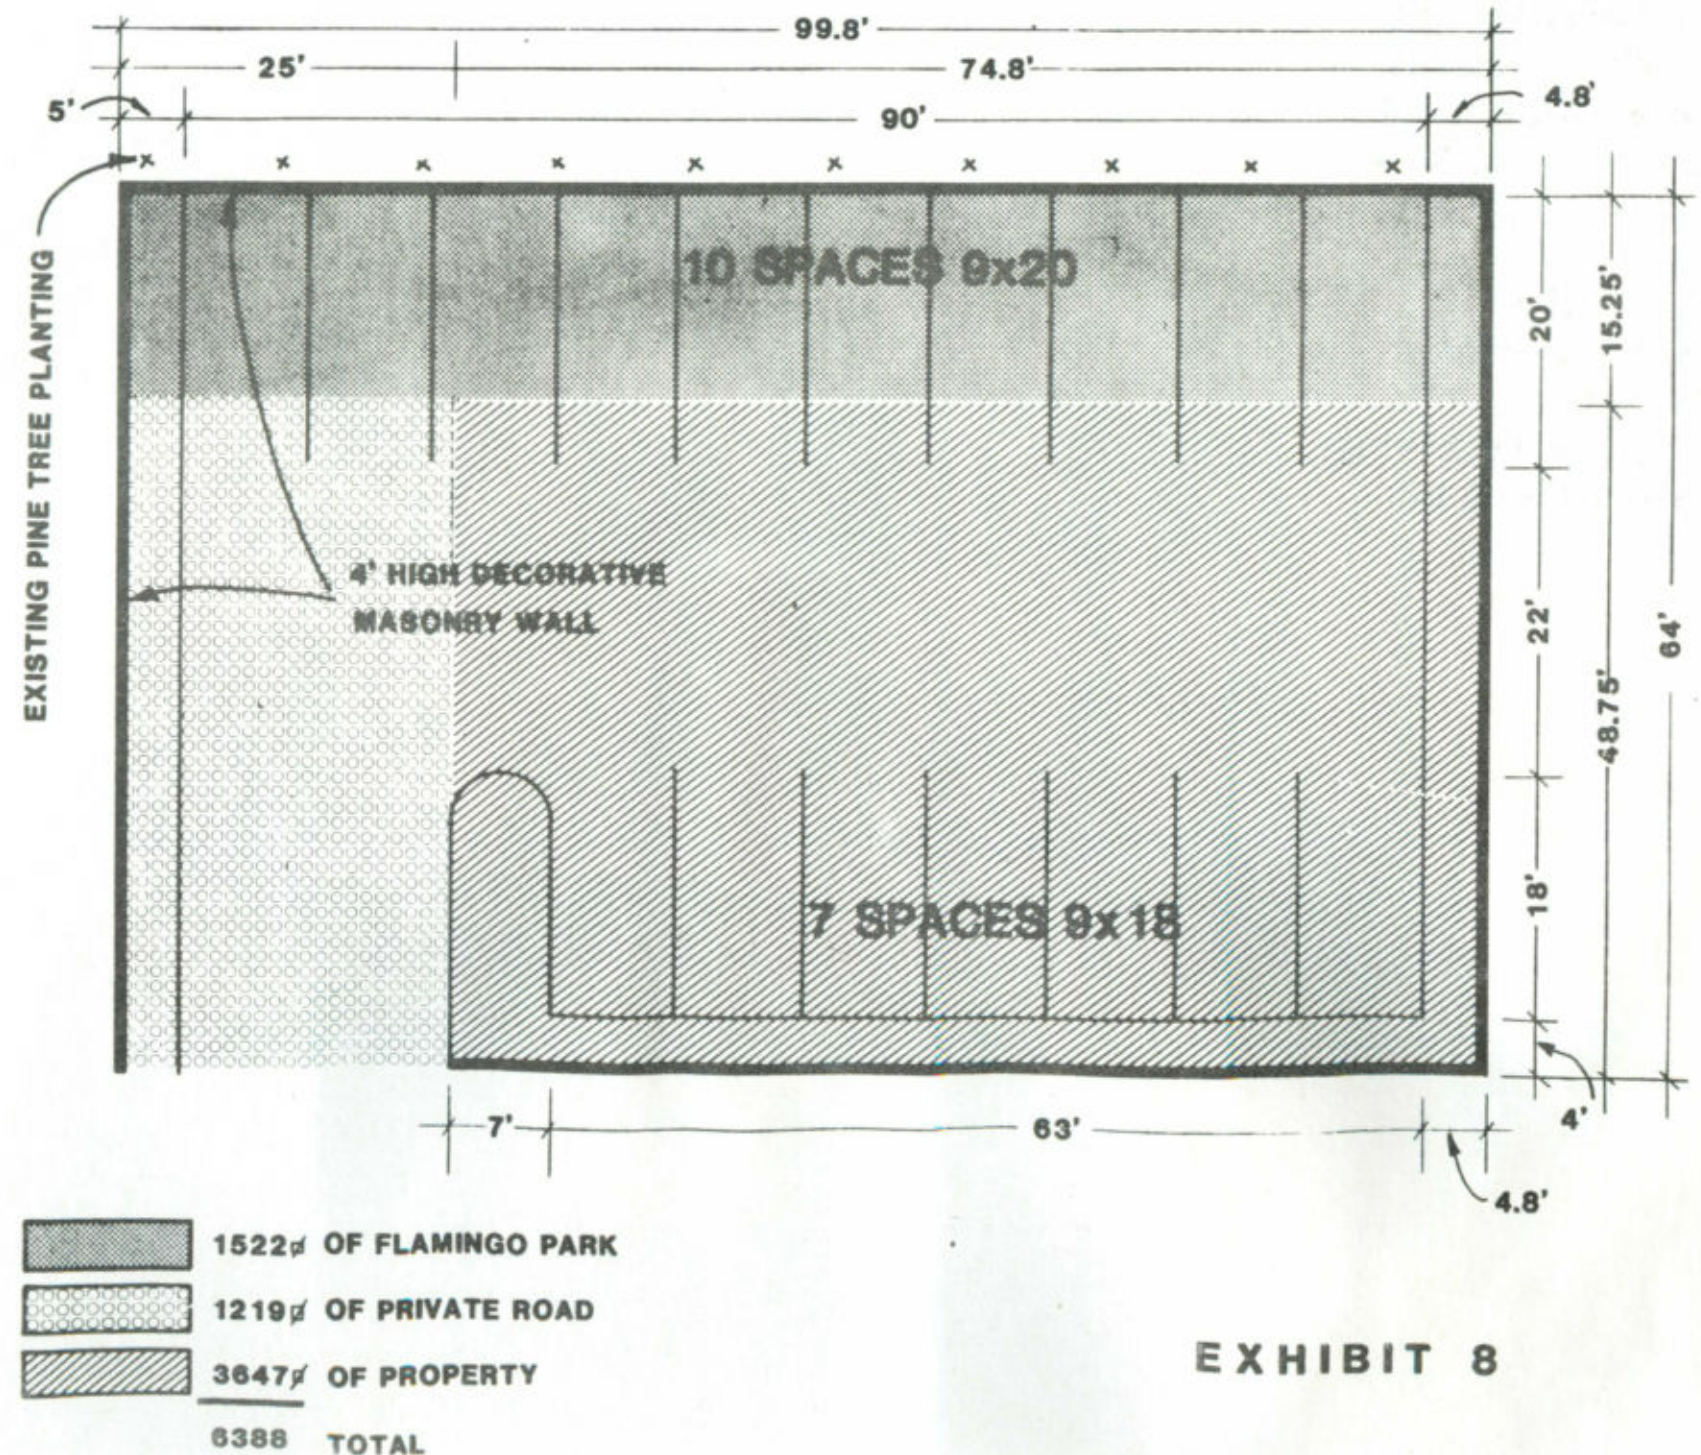 99.8'
25' 74.8'
5' 90' 4.8'
EXISTING PINE TREE PLANTING
10 SPACES 9x20
20' 15.25'
4' HIGH DECORATIVE
MASONRY WALL
22' 48.75' 64'
7 SPACES 9x18
18'
4'
7' 63'
4.8'
1522⌀ OF FLAMINGO PARK
1219⌀ OF PRIVATE ROAD
3647⌀ OF PROPERTY
6388 TOTAL
EXHIBIT 8